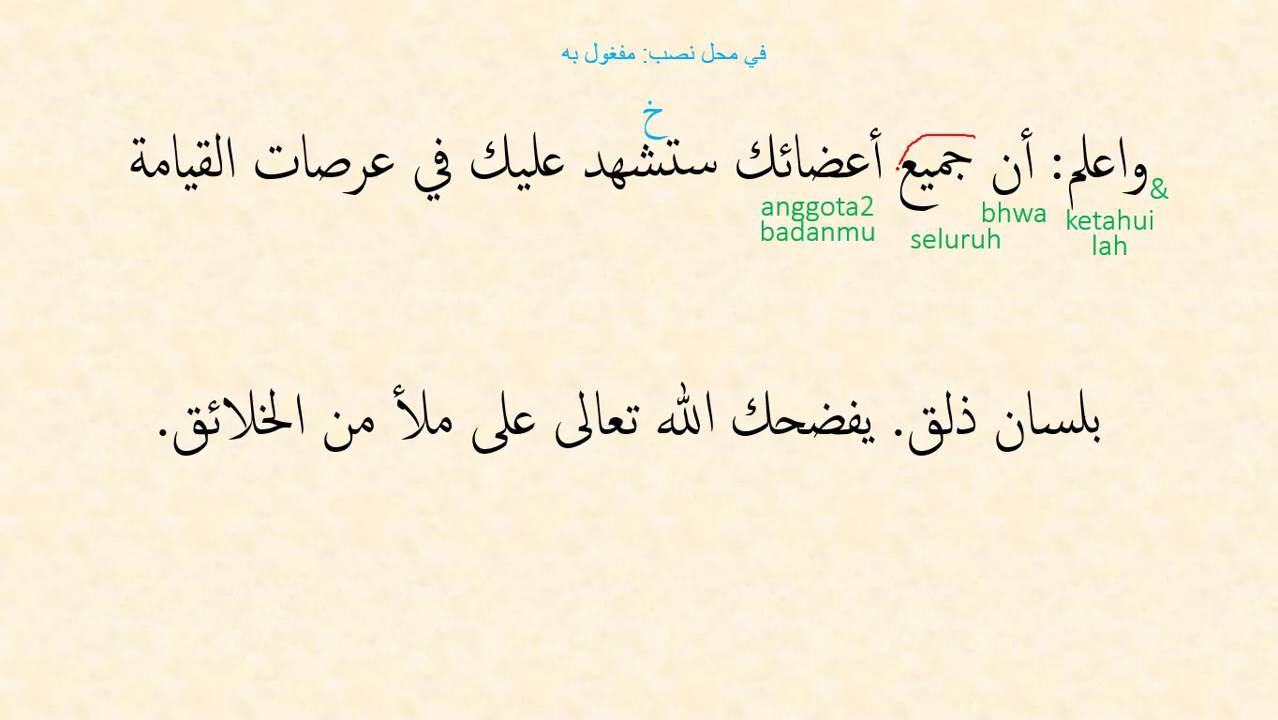 في محل نصب: مفغول به
خ
واعلم: أن جميع أعضائك ستشهد عليك في عرصات القيامة
&
ketahui
lah
bhwa
seluruh
anggota2
badanmu
بلسان ذلق. يفضحك الله تعالى على ملأ من الخلائق.